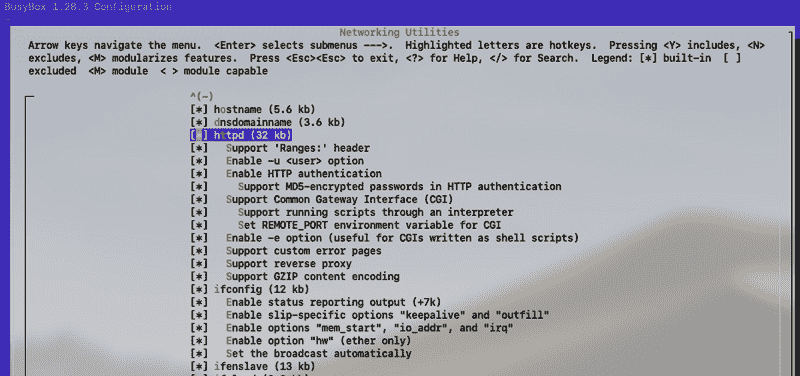 BusyBox 1.28.3 Configuration
Networking Utilities
Arrow keys navigate the menu.  <Enter> selects submenus --->.  Highlighted letters are hotkeys.  Pressing <Y> includes, <N>
excludes, <M> modularizes features.  Press <Esc><Esc> to exit, <?> for Help, </> for Search.  Legend: [*] built-in  [ ]
excluded  <M> module  < > module capable
^(-)
[*] hostname (5.6 kb)
[*] dnsdomainname (3.6 kb)
[*] httpd (32 kb)
[*]   Support 'Ranges:' header
[*]   Enable -u <user> option
[*]   Enable HTTP authentication
[*]     Support MD5-encrypted passwords in HTTP authentication
[*]   Support Common Gateway Interface (CGI)
[*]     Support running scripts through an interpreter
[*]     Set REMOTE_PORT environment variable for CGI
[*]   Enable -e option (useful for CGIs written as shell scripts)
[*]   Support custom error pages
[*]   Support reverse proxy
[*]   Support GZIP content encoding
[*] ifconfig (12 kb)
[*]   Enable status reporting output (+7k)
[*]   Enable slip-specific options "keepalive" and "outfill"
[*]   Enable options "mem_start", "io_addr", and "irq"
[*]   Enable option "hw" (ether only)
[*]   Set the broadcast automatically
[*] ifenslave (13 kb)